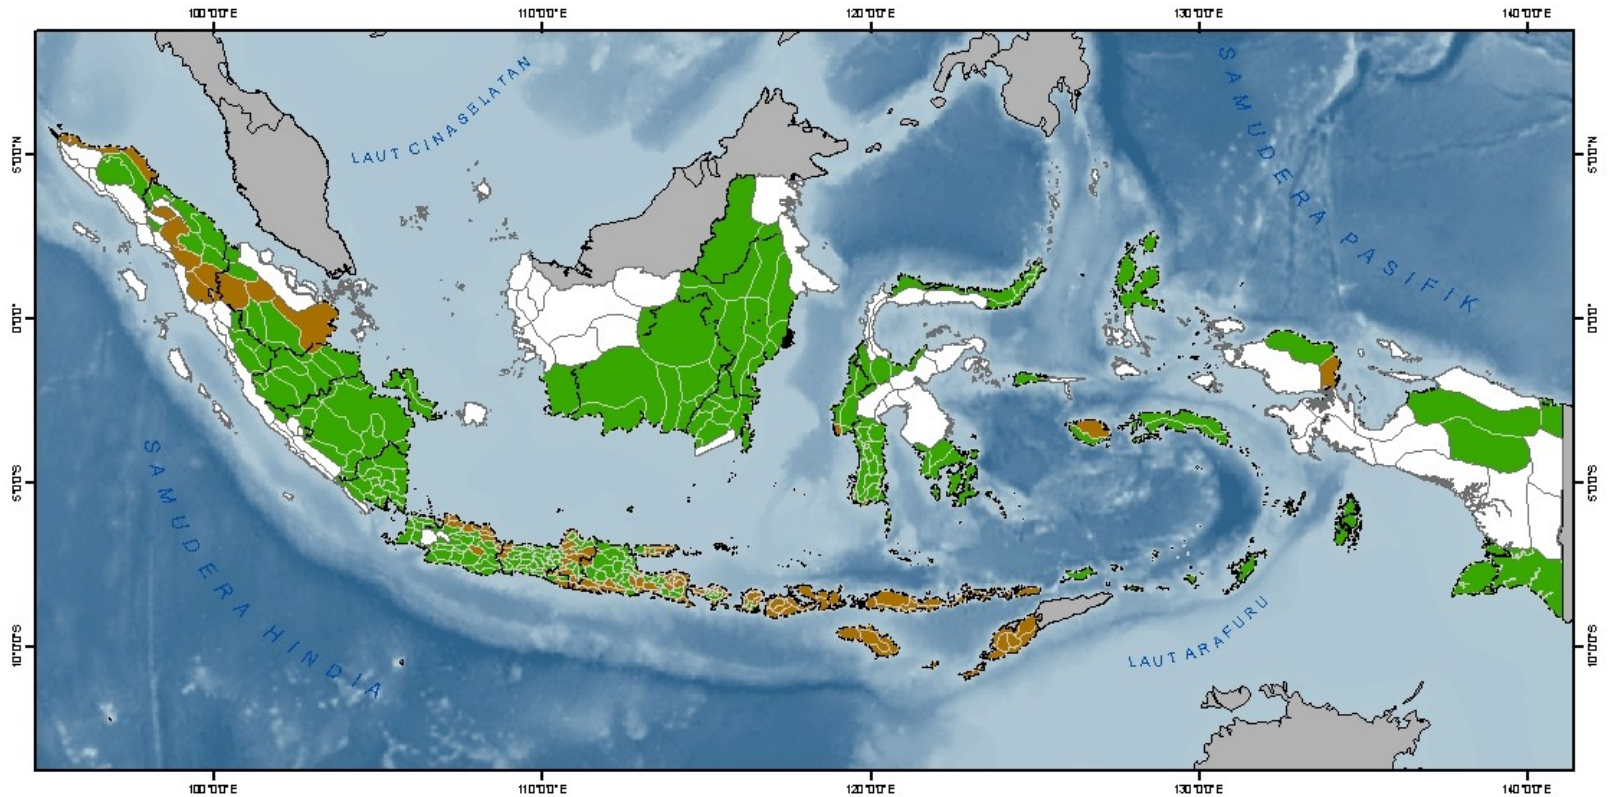 100°0'0"E 110°0'0"E 120°0'0"E 130°0'0"E 140°0'0"E
LAUT CINA SELATAN
SAMUDERA PASIFIK
5°0'0"N 5°0'0"N
0°0'0" 0°0'0"
5°0'0"S 5°0'0"S
SAMUDERA HINDIA
LAUT ARAFURU
10°0'0"S 10°0'0"S
100°0'0"E 110°0'0"E 120°0'0"E 130°0'0"E 140°0'0"E